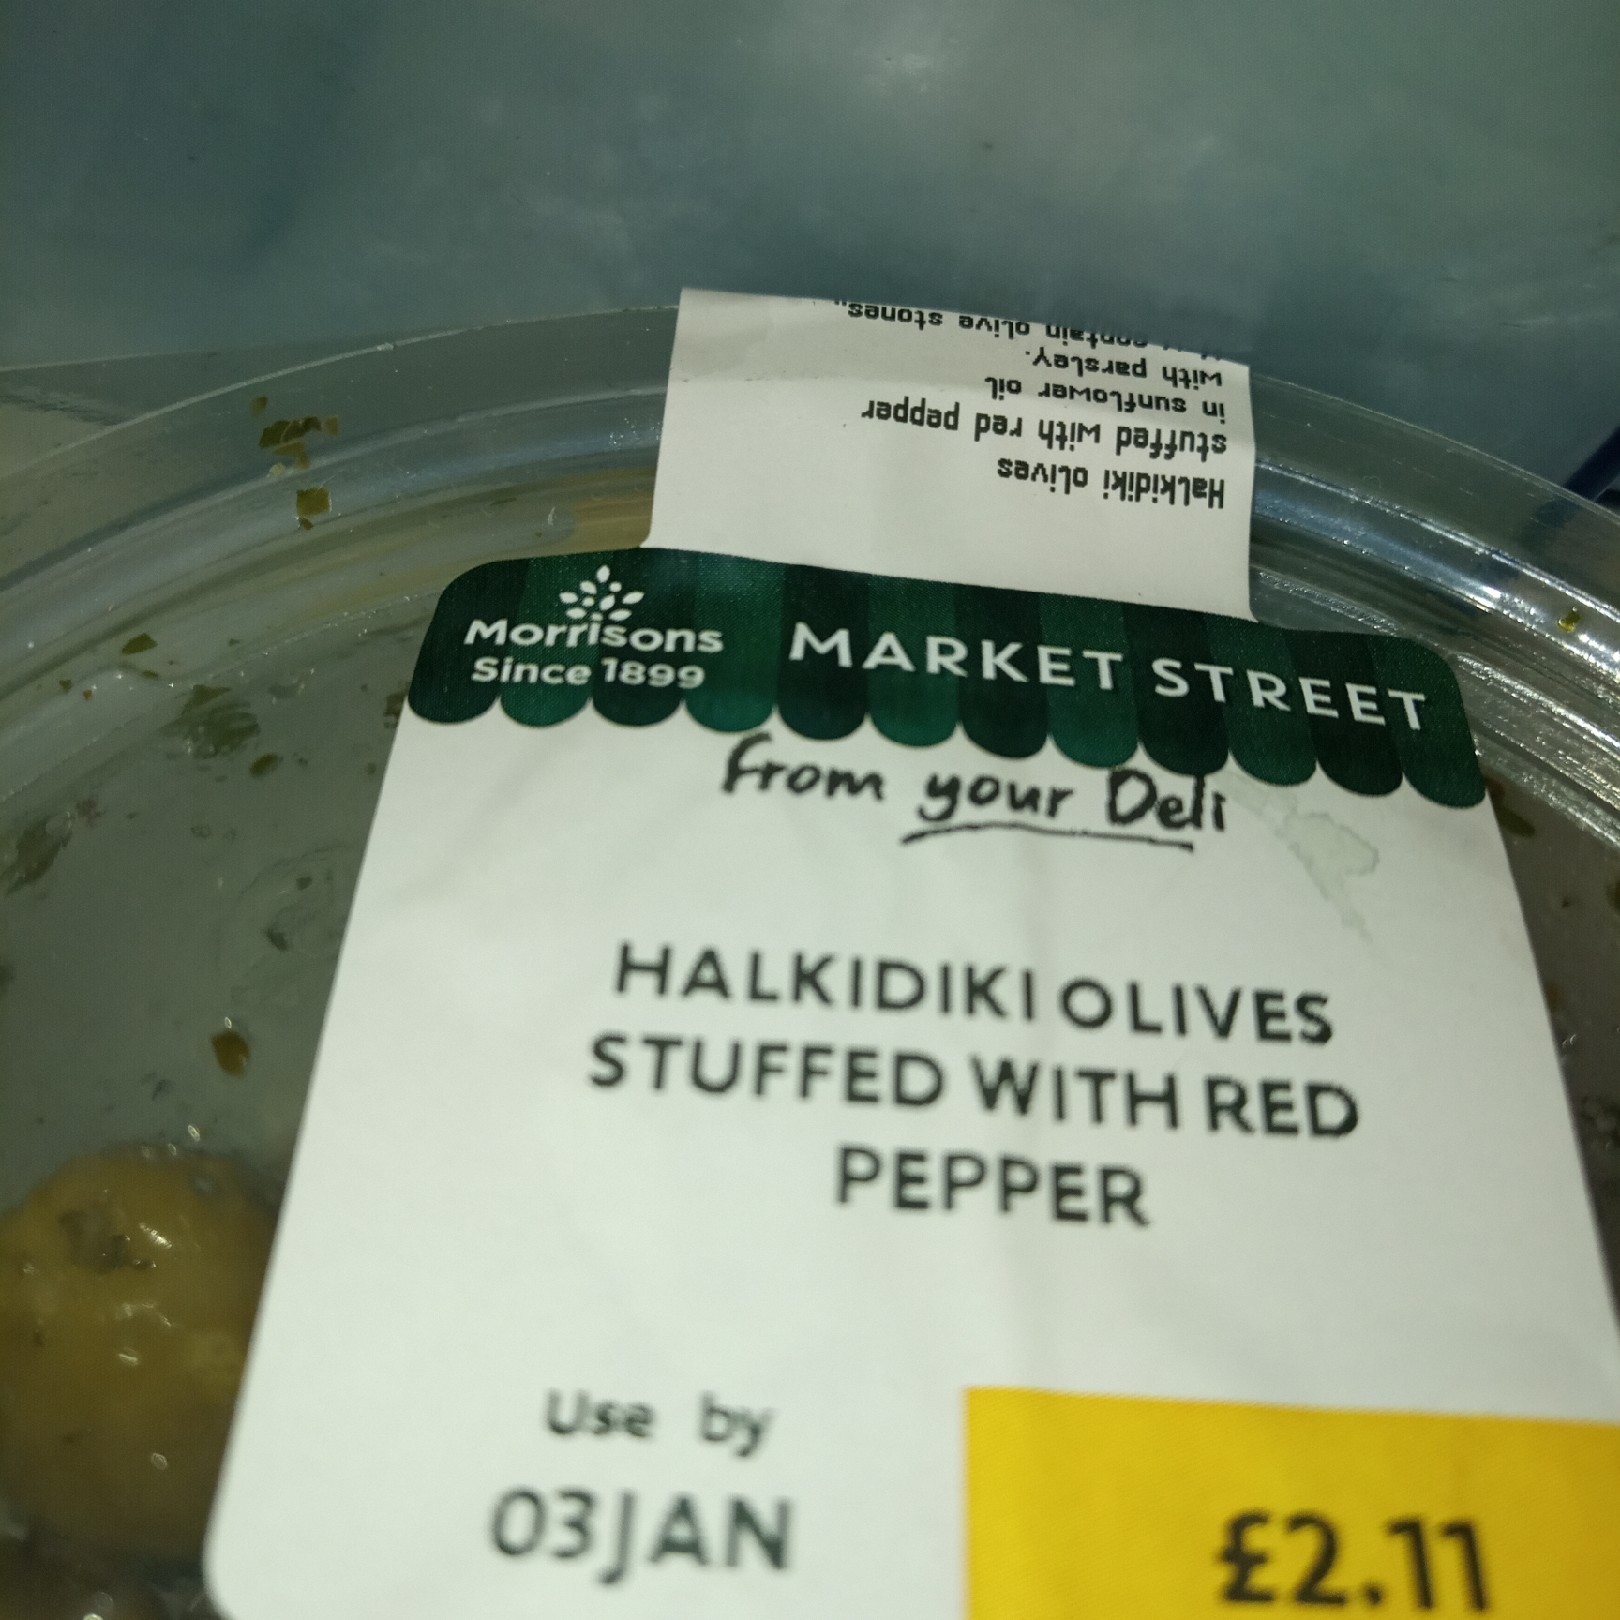 Halkidiki olives
stuffed with red pepper
in sunflower oil
with parsley.
contain olive stones."
Morrisons
Since 1899
MARKET STREET
from your Deli
HALKIDIKI OLIVES
STUFFED WITH RED
PEPPER
Use by
03JAN
£2.11